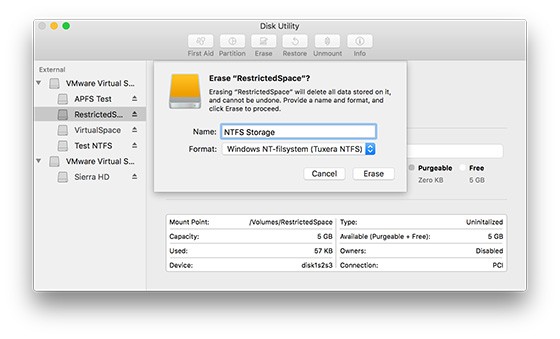 Disk Utility
First Aid Partition Erase Restore Unmount Info
External
VMware Virtual S...
APFS Test
RestrictedS...
VirtualSpace
Test NTFS
VMware Virtual S...
Sierra HD
Erase “RestrictedSpace”?
Erasing “RestrictedSpace” will delete all data stored on it,
and cannot be undone. Provide a name and format, and
click Erase to proceed.
Name: NTFS Storage
Format: Windows NT-filsystem (Tuxera NTFS)
Cancel Erase
Purgeable Free
Zero KB 5 GB
Mount Point: /Volumes/RestrictedSpace Type: Uninitalized
Capacity: 5 GB Available (Purgeable + Free): 5 GB
Used: 57 KB Owners: Disabled
Device: disk1s2s3 Connection: PCI